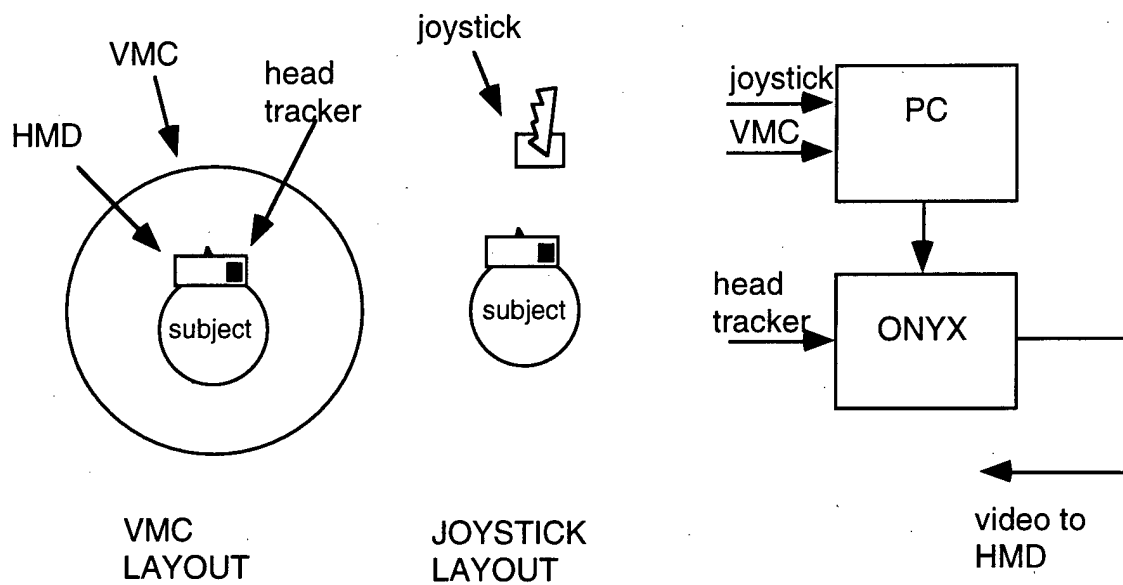 VMC
HMD
head
tracker
subject
VMC
LAYOUT
joystick
subject
JOYSTICK
LAYOUT
joystick
VMC
PC
head
tracker
ONYX
video to
HMD